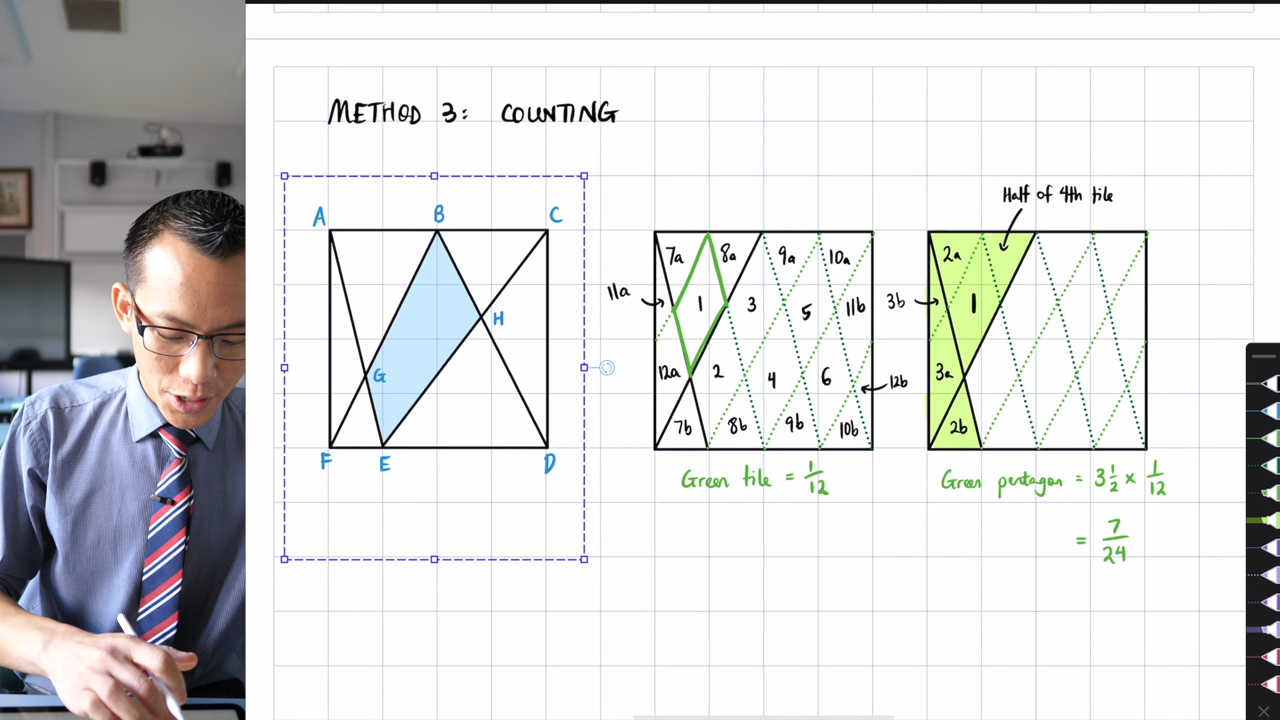 METHOD 3: COUNTING
Half of 4th tile
A B C
G H
F E D
7a 8a 9a 10a
11a 1 3 5 11b
12a 2 4 6 12b
7b 8b 9b 10b
Green tile = 1/12
2a
3b 1
3a
2b
Green pentagon = 3 1/2 × 1/12
= 7/24